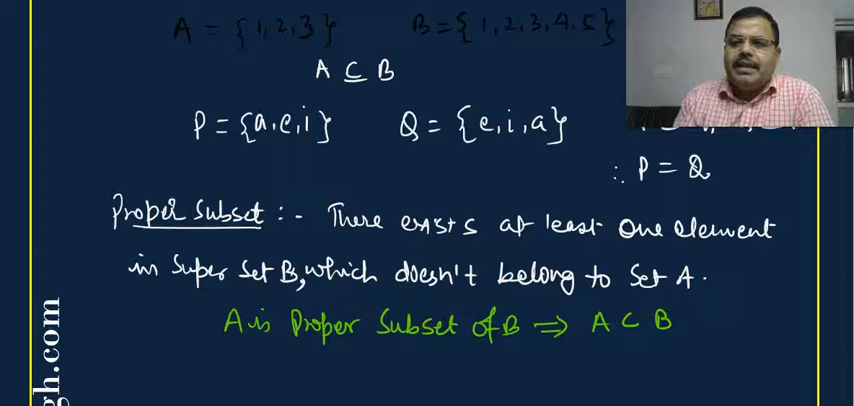 A = {1,2,3} B={1,2,3,4,5}
A ⊆ B
P = {a,e,i} Q = {e,i,a}
∴ P = Q
Proper Subset :- There exists at least one element
in Super Set B, which doesn't belong to Set A.
A is Proper Subset of B ⇒ A ⊂ B
gh.com